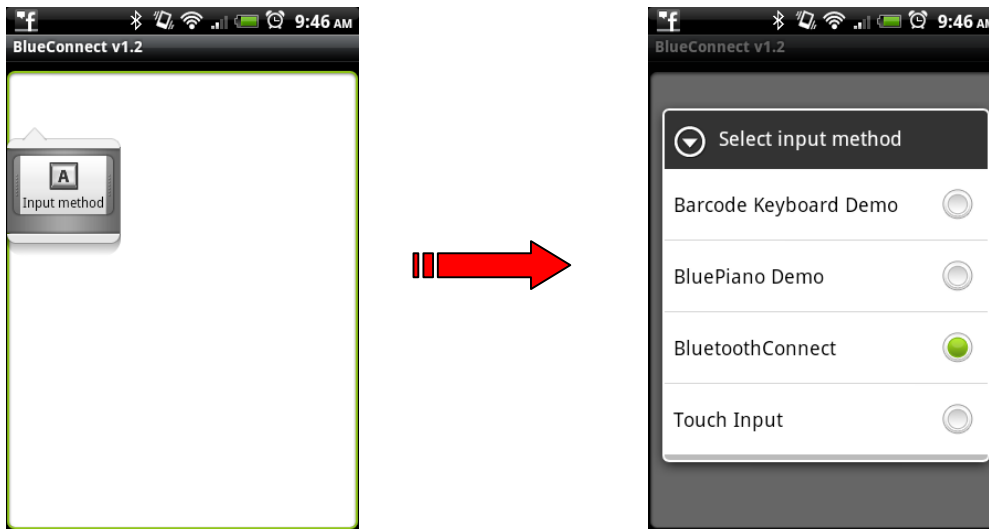 9:46 AM
BlueConnect v1.2
A
Input method
9:46 A
BlueConnect v1.2
Select input method
Barcode Keyboard Demo
BluePiano Demo
BluetoothConnect
Touch Input